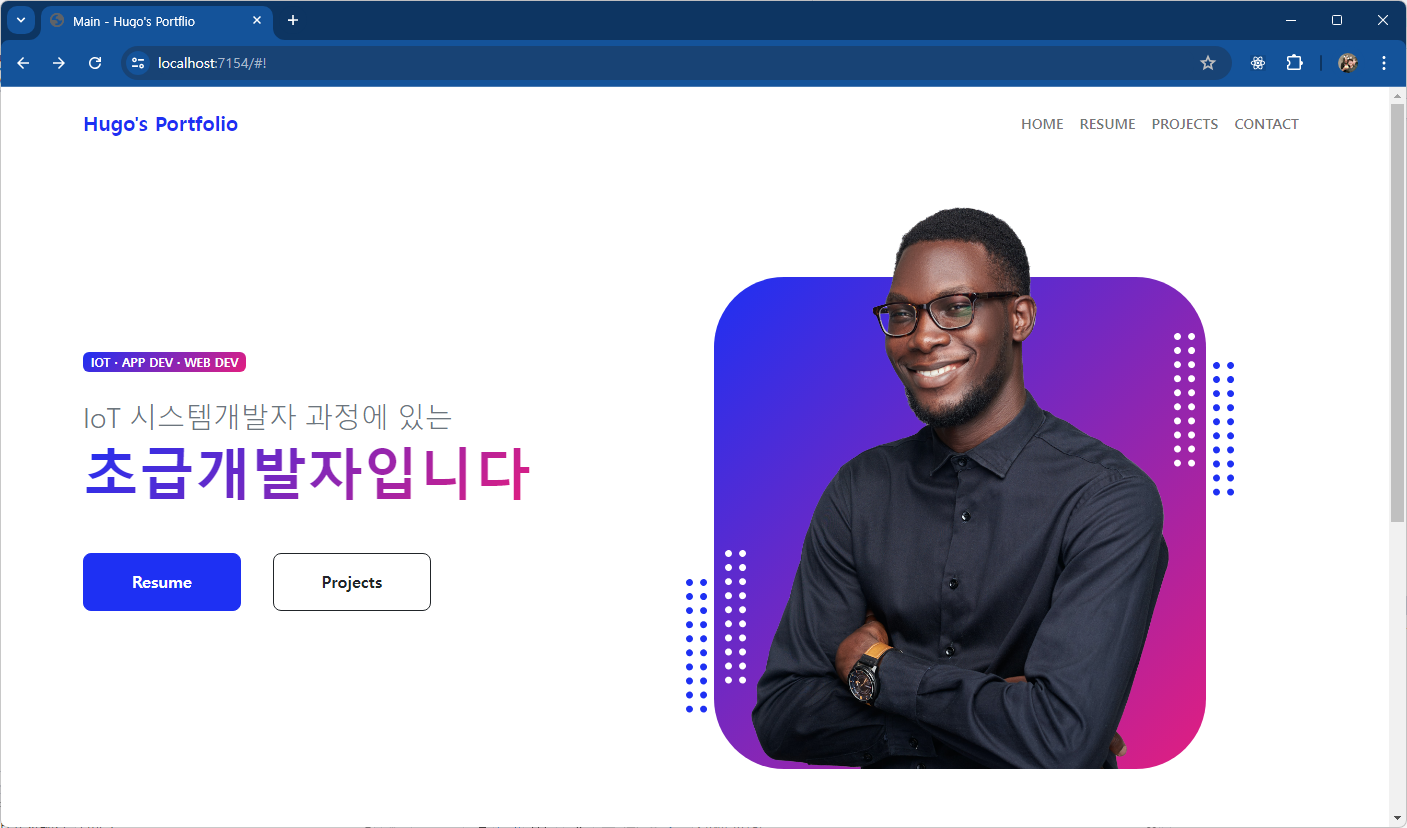 Main - Hugo's Portflio
localhost:7154/#!
Hugo's Portfolio
HOME RESUME PROJECTS CONTACT
IOT · APP DEV · WEB DEV
IoT 시스템개발자 과정에 있는
초급개발자입니다
Resume Projects